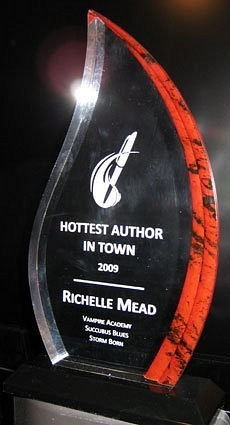 HOTTEST AUTHOR
IN TOWN
2009
RICHELLE MEAD
VAMPIRE ACADEMY
SUCCUBUS BLUES
STORM BORN